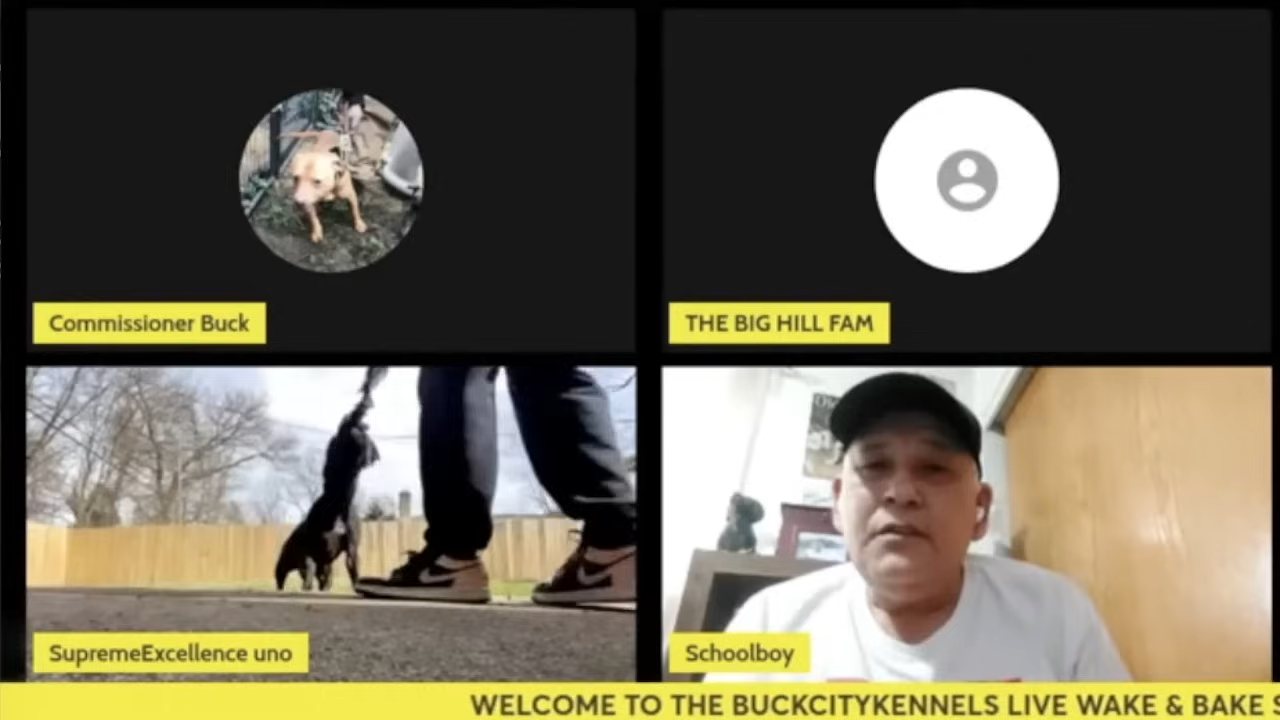 Commissioner Buck
THE BIG HILL FAM
SupremeExcellence uno
Schoolboy
WELCOME TO THE BUCKCITYKENNELS LIVE WAKE & BAKE